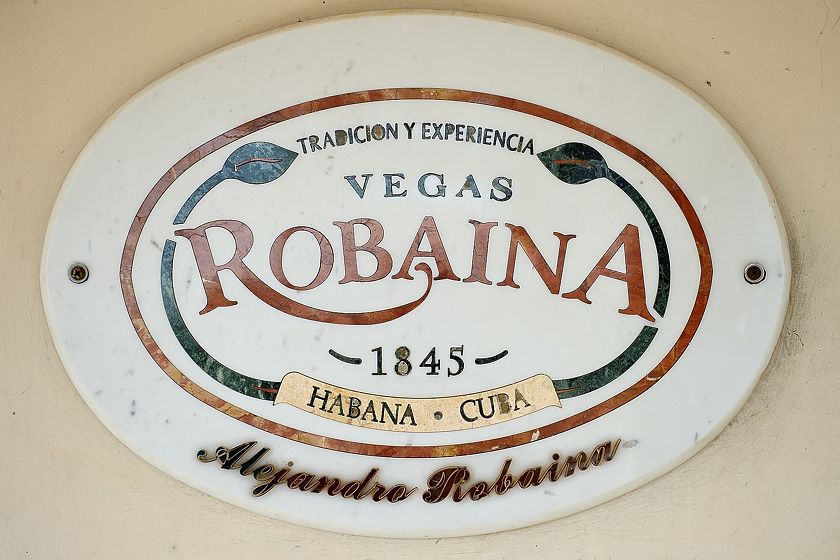 TRADICION Y EXPERIENCIA
VEGAS
ROBAINA
1845
HABANA · CUBA
Alejandro Robaina